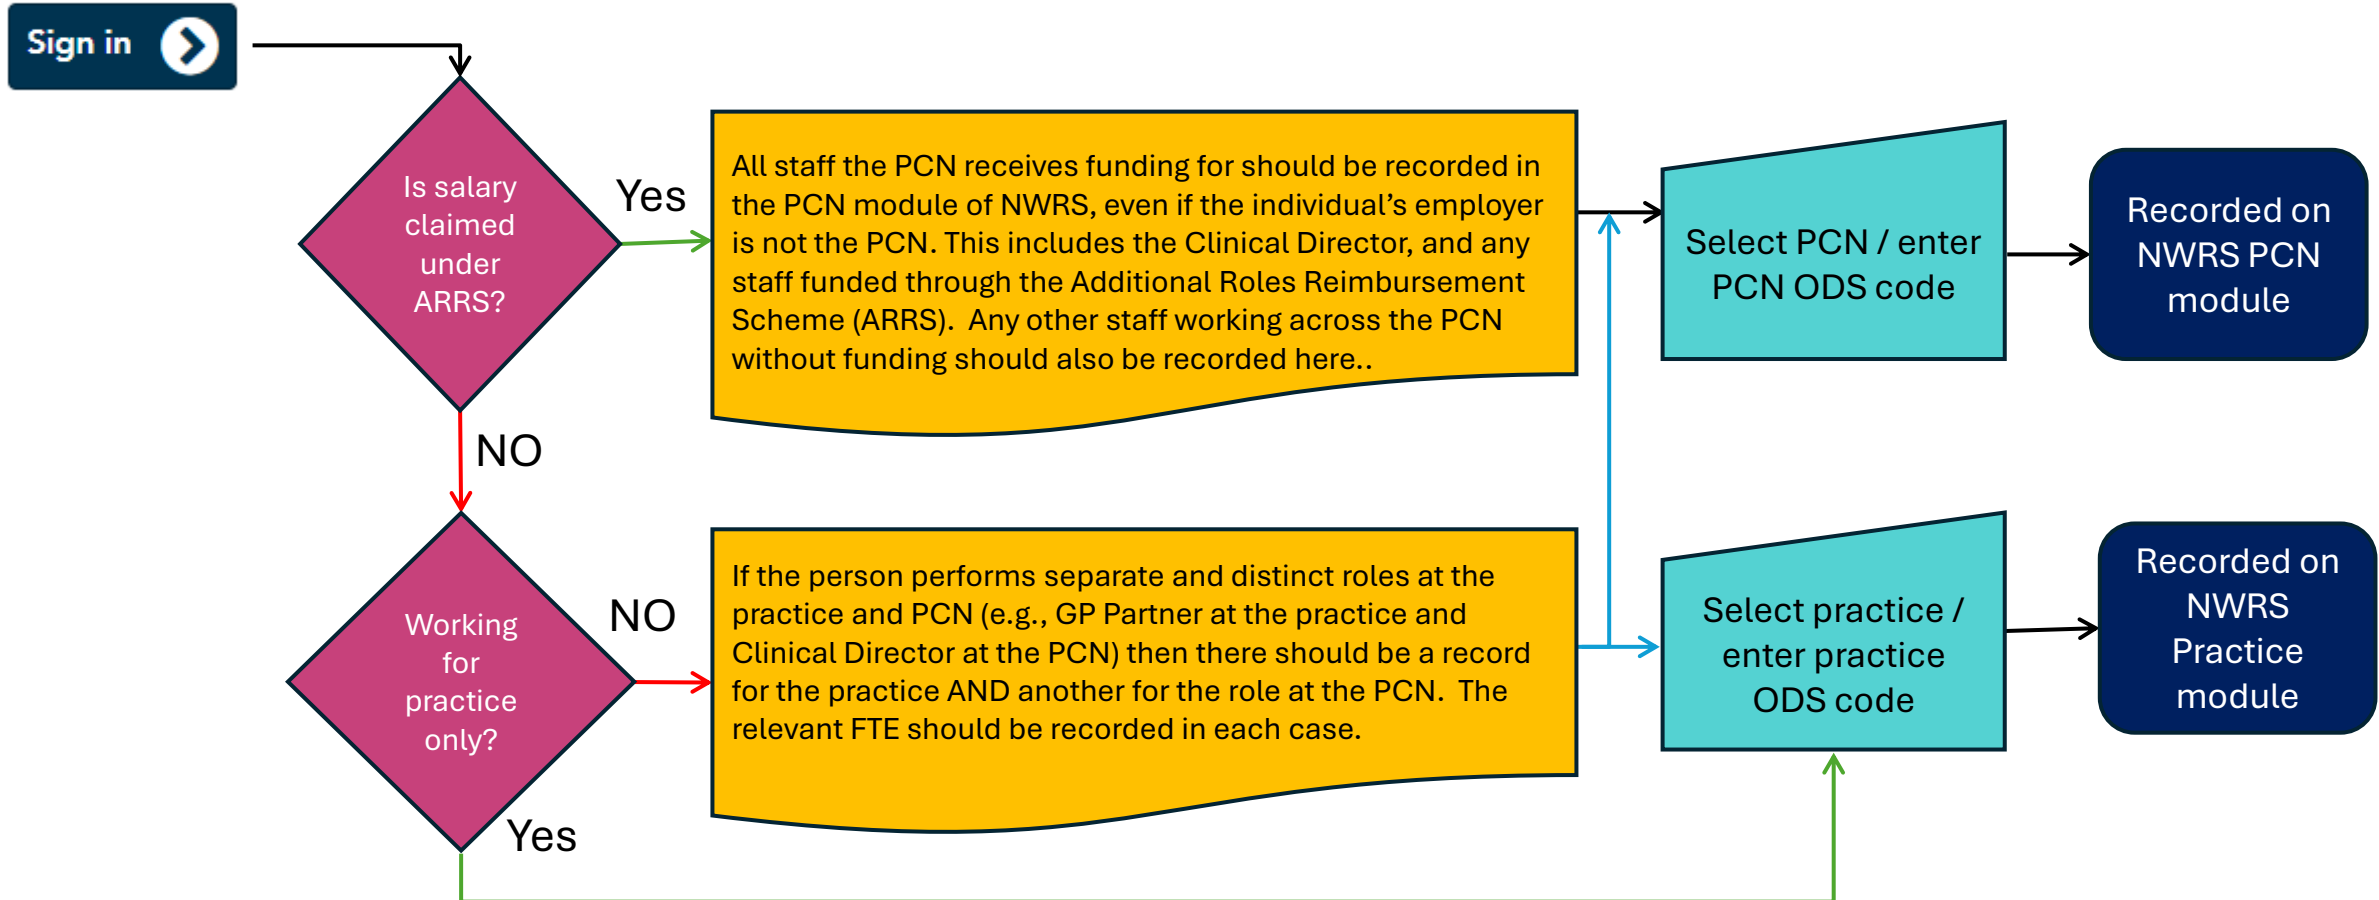 Sign in
Is salary
claimed
under
ARRS?
Yes
All staff the PCN receives funding for should be recorded in
the PCN module of NWRS, even if the individual’s employer
is not the PCN. This includes the Clinical Director, and any
staff funded through the Additional Roles Reimbursement
Scheme (ARRS).  Any other staff working across the PCN
without funding should also be recorded here..
Select PCN / enter
PCN ODS code
Recorded on
NWRS PCN
module
NO
Working
for
practice
only?
NO
If the person performs separate and distinct roles at the
practice and PCN (e.g., GP Partner at the practice and
Clinical Director at the PCN) then there should be a record
for the practice AND another for the role at the PCN.  The
relevant FTE should be recorded in each case.
Select practice /
enter practice
ODS code
Recorded on
NWRS
Practice
module
Yes